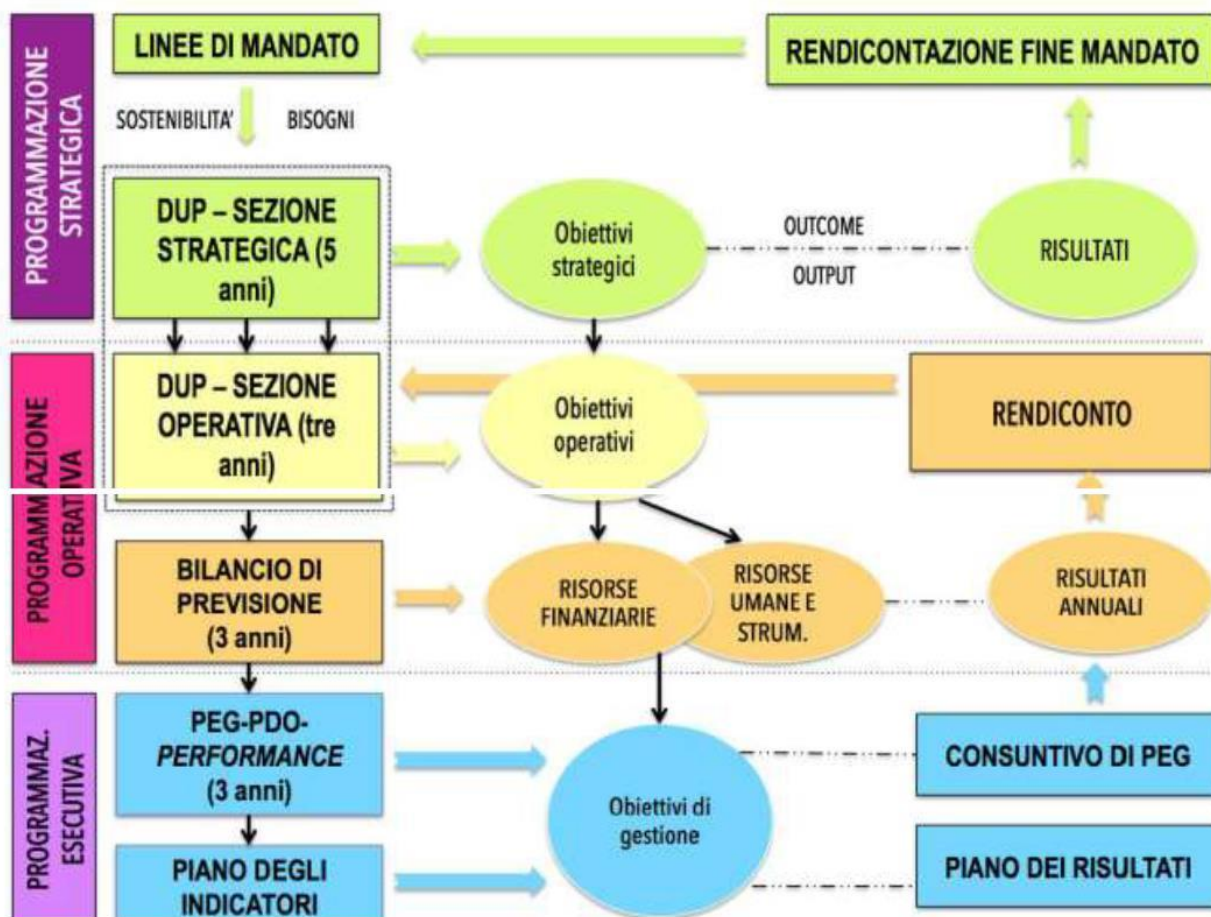 PROGRAMMAZIONE
STRATEGICA
LINEE DI MANDATO
RENDICONTAZIONE FINE MANDATO
SOSTENIBILITA'
BISOGNI
DUP – SEZIONE
STRATEGICA (5
anni)
Obiettivi
strategici
OUTCOME
OUTPUT
RISULTATI
PROGRAMMAZIONE
OPERATIVA
DUP – SEZIONE
OPERATIVA (tre
anni)
Obiettivi
operativi
RENDICONTO
BILANCIO DI
PREVISIONE
(3 anni)
RISORSE
FINANZIARIE
RISORSE
UMANE E
STRUM.
RISULTATI
ANNUALI
PROGRAMMAZ.
ESECUTIVA
PEG-PDO-
PERFORMANCE
(3 anni)
Obiettivi di
gestione
CONSUNTIVO DI PEG
PIANO DEGLI
INDICATORI
PIANO DEI RISULTATI